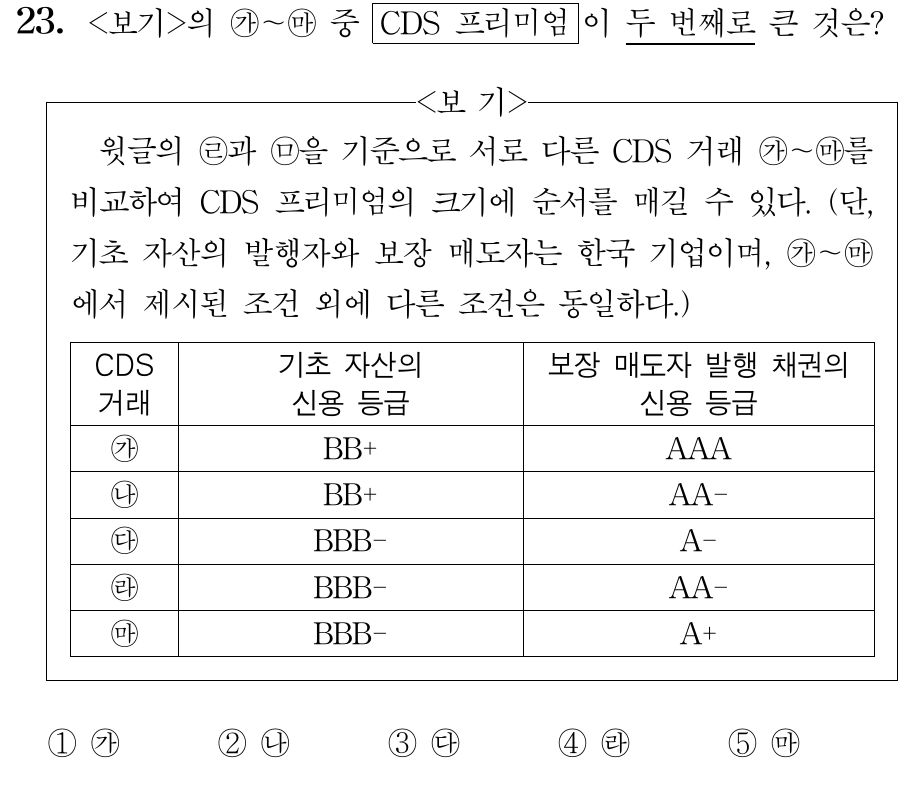 23. <보기>의 ㉮~㉲ 중 CDS 프리미엄 이 두 번째로 큰 것은?
<보 기>
윗글의 ㉣과 ㉤을 기준으로 서로 다른 CDS 거래 ㉮~㉲를
비교하여 CDS 프리미엄의 크기에 순서를 매길 수 있다. (단,
기초 자산의 발행자와 보장 매도자는 한국 기업이며, ㉮~㉲
에서 제시된 조건 외에 다른 조건은 동일하다.)
CDS 거래 기초 자산의 신용 등급 보장 매도자 발행 채권의 신용 등급
㉮ BB+ AAA
㉯ BB+ AA-
㉰ BBB- A-
㉱ BBB- AA-
㉲ BBB- A+
① ㉮ ② ㉯ ③ ㉰ ④ ㉱ ⑤ ㉲